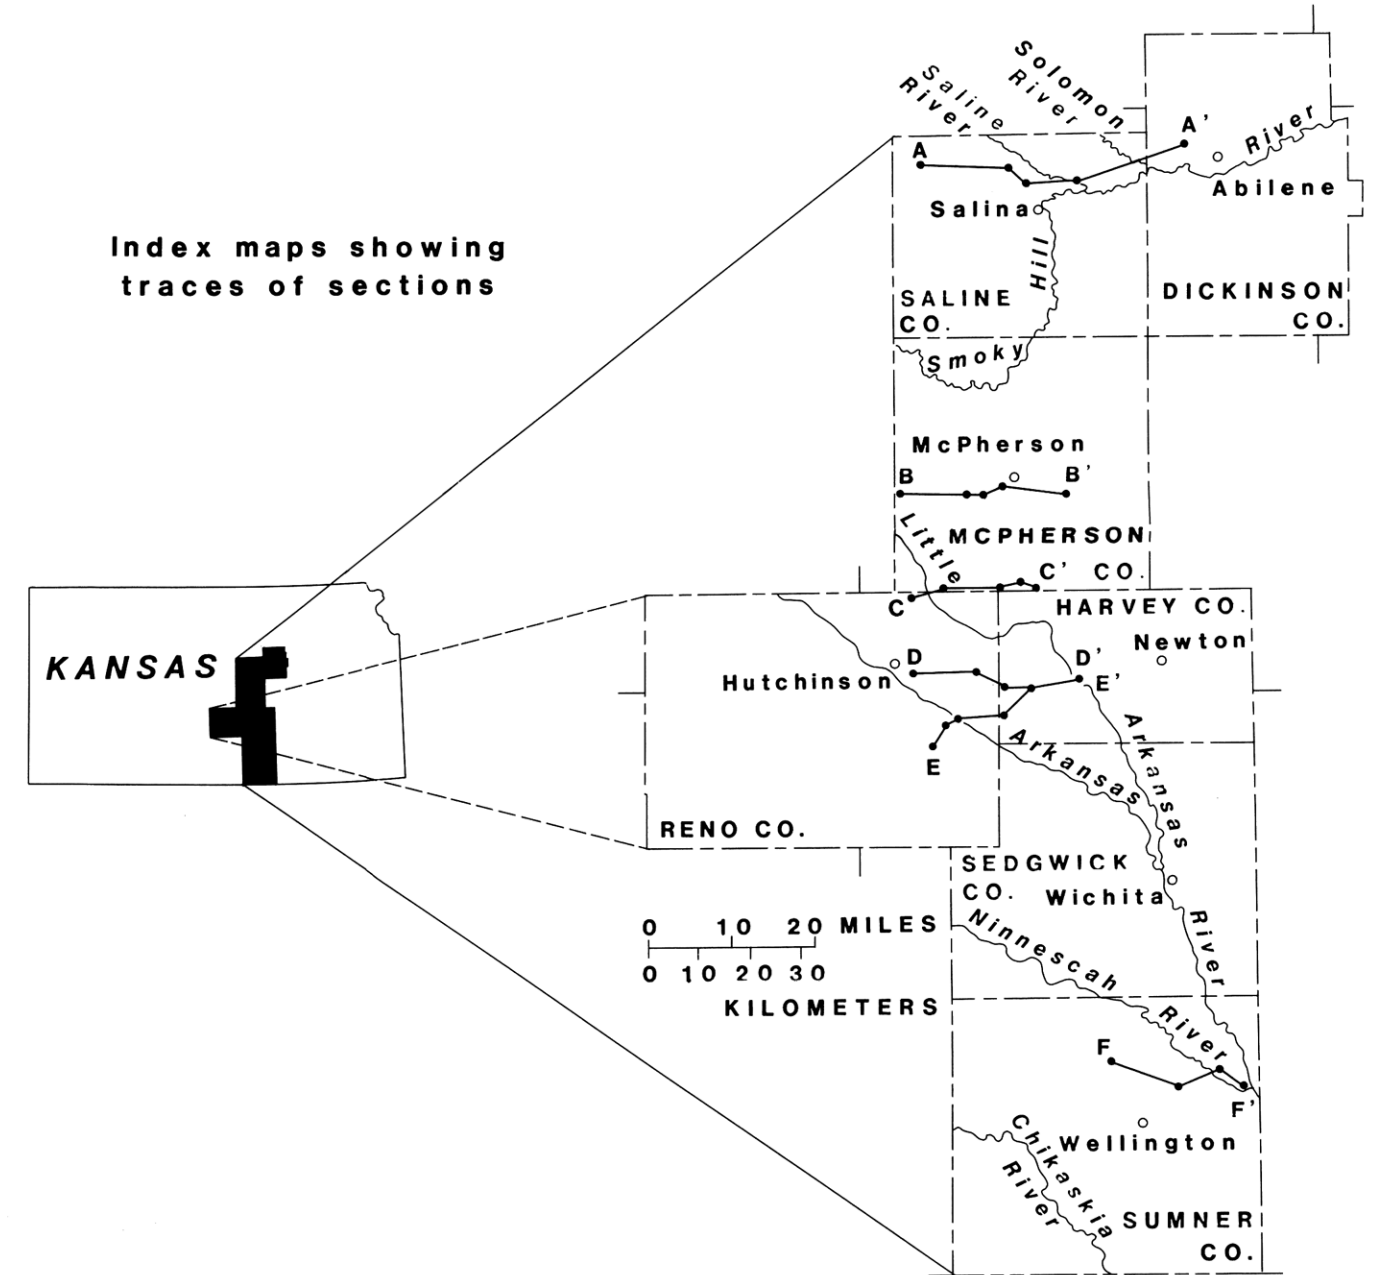 Index maps showing
traces of sections
KANSAS
Solomon
River
Saline
River
A
A'
River
Abilene
Salina
Hill
SALINE
CO.
DICKINSON
CO.
Smoky
McPherson
B
B'
Little
MCPHERSON
CO.
C'
C
HARVEY CO.
Newton
Hutchinson
D
D'
E'
E
Arkansas
Arkansas
River
RENO CO.
SEDGWICK
CO.
Wichita
0 10 20 MILES
0 10 20 30
KILOMETERS
Ninnescah
River
F
F'
Wellington
Chikaskia
River
SUMNER
CO.